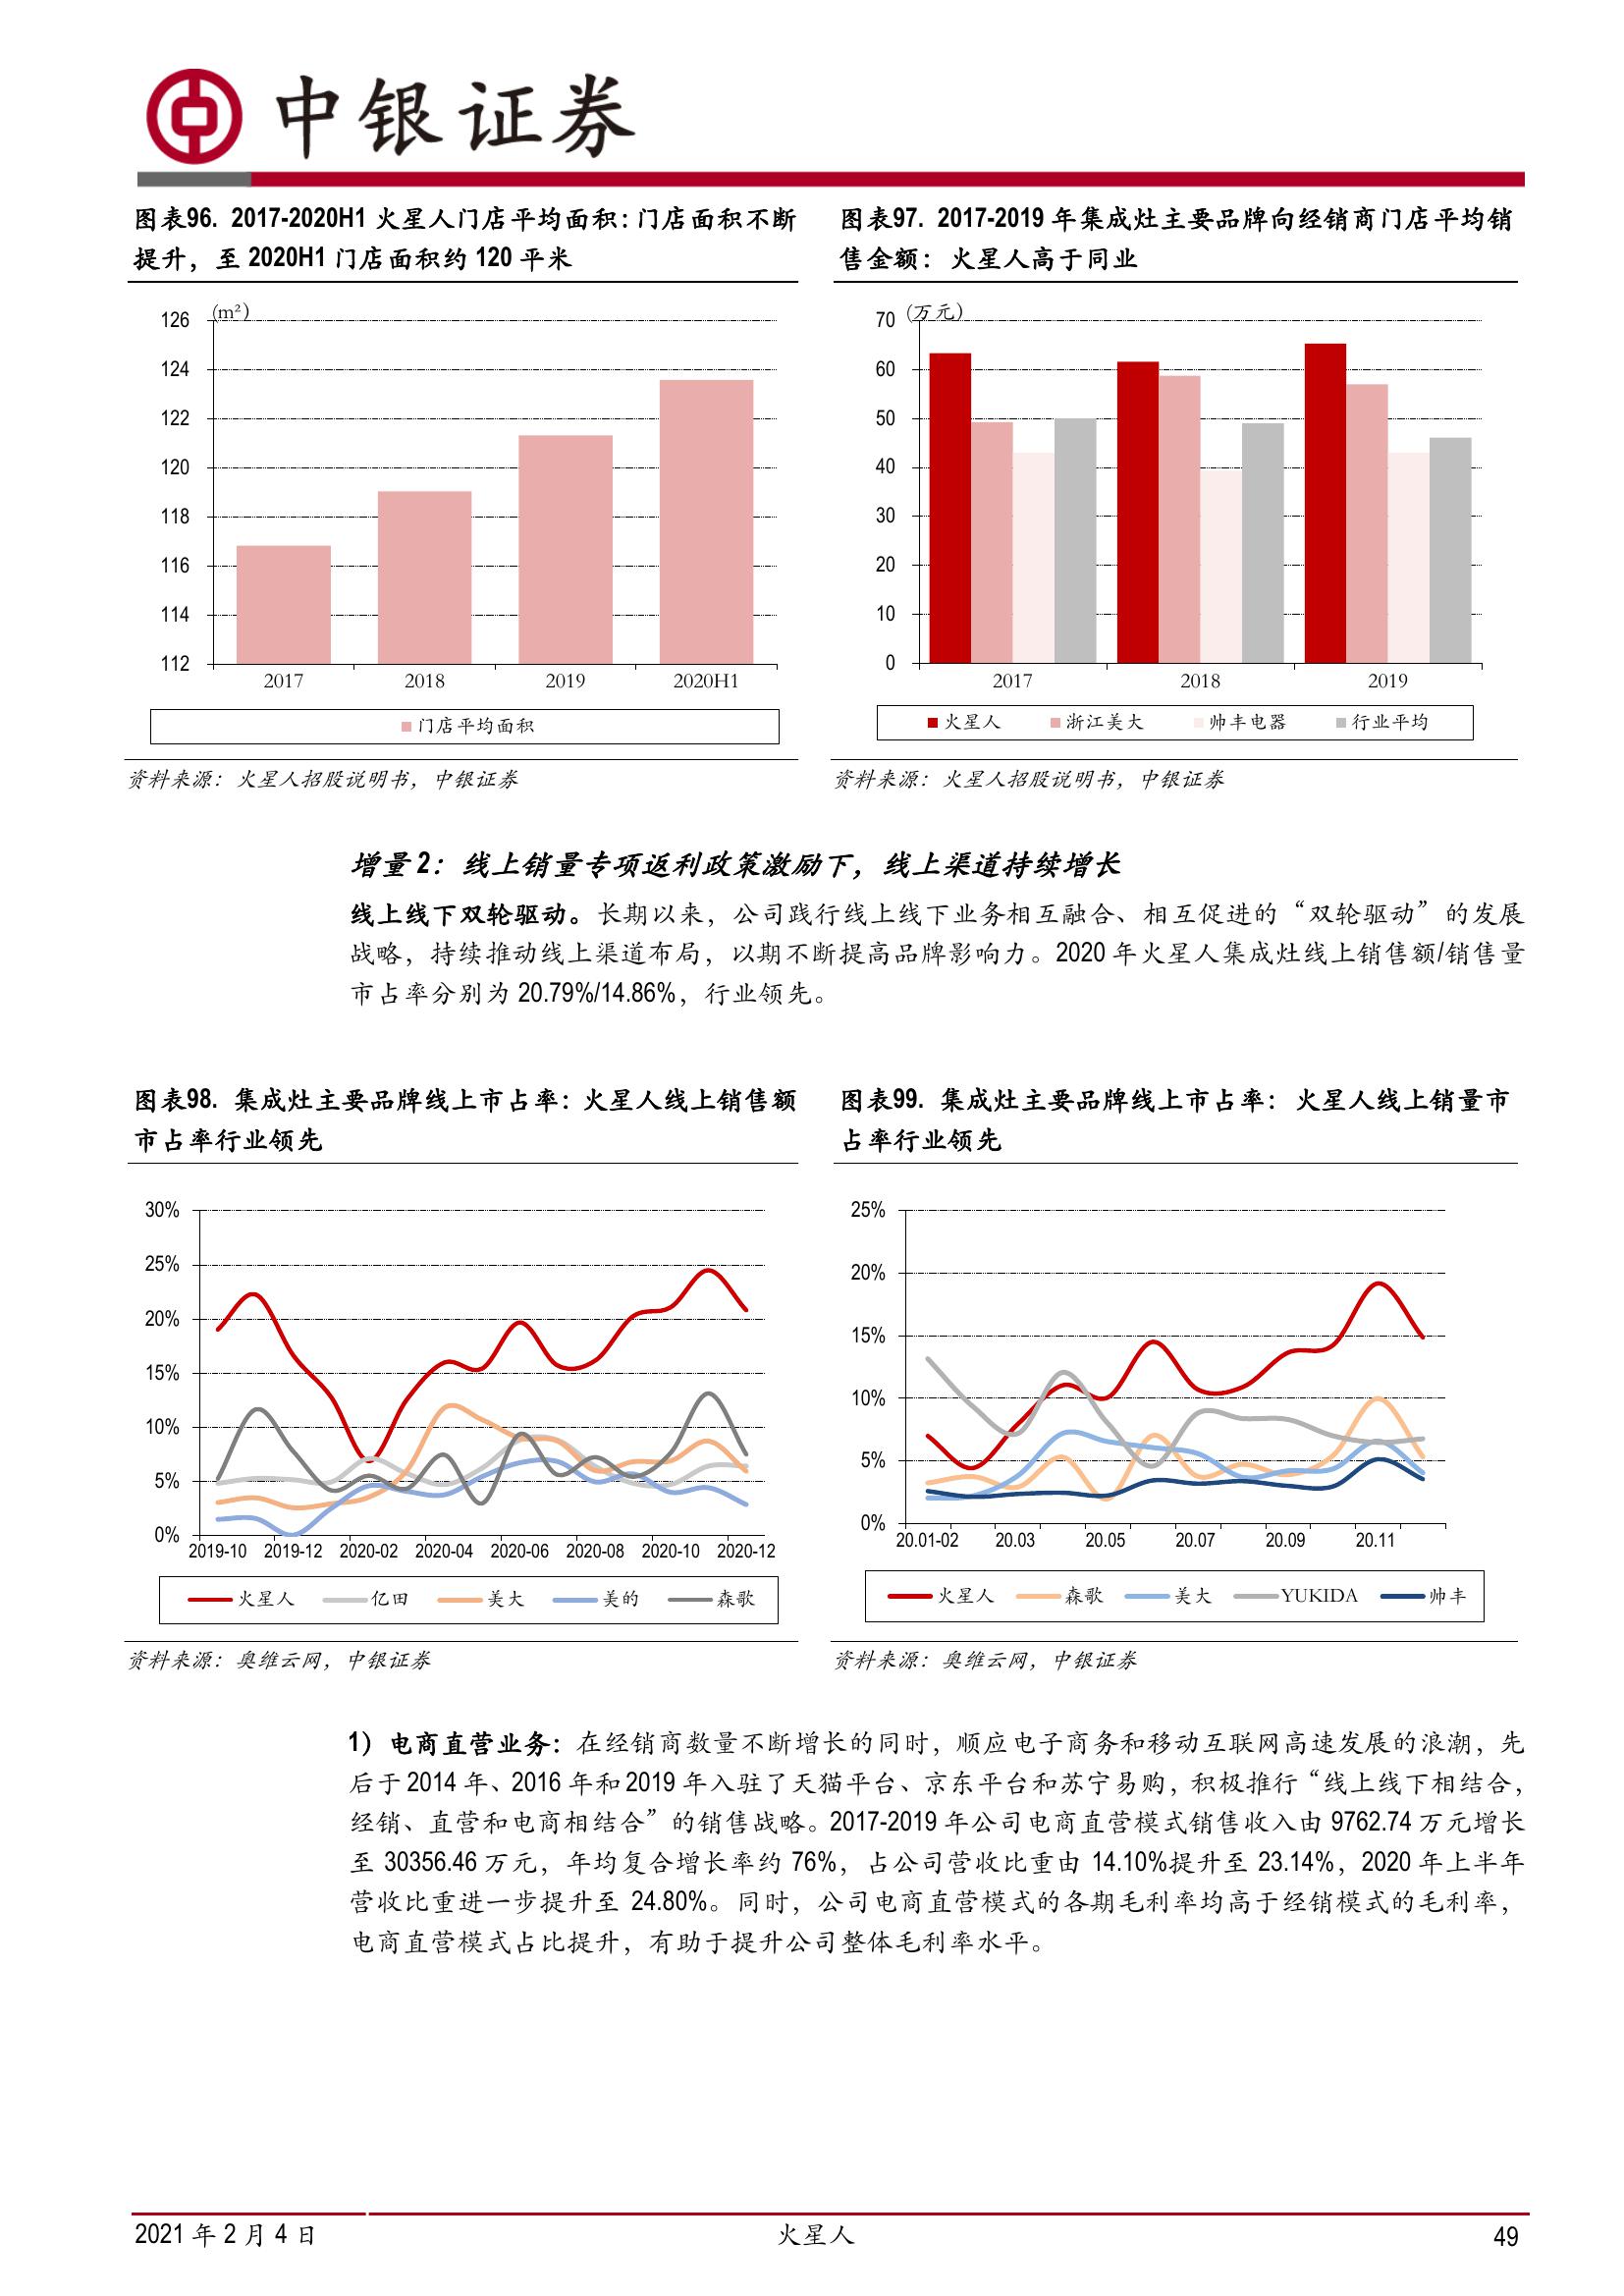 中银证券
图表96. 2017-2020H1 火星人门店平均面积：门店面积不断
提升，至 2020H1 门店面积约 120 平米
(m²)
126
124
122
120
118
116
114
112
2017 2018 2019 2020H1
门店平均面积
资料来源：火星人招股说明书，中银证券
图表97. 2017-2019 年集成灶主要品牌向经销商门店平均销
售金额：火星人高于同业
(万元)
70
60
50
40
30
20
10
0
2017 2018 2019
火星人 浙江美大 帅丰电器 行业平均
资料来源：火星人招股说明书，中银证券
增量 2：线上销量专项返利政策激励下，线上渠道持续增长
线上线下双轮驱动。长期以来，公司践行线上线下业务相互融合、相互促进的“双轮驱动”的发展
战略，持续推动线上渠道布局，以期不断提高品牌影响力。2020 年火星人集成灶线上销售额/销售量
市占率分别为 20.79%/14.86%，行业领先。
图表98. 集成灶主要品牌线上市占率：火星人线上销售额
市占率行业领先
30%
25%
20%
15%
10%
5%
0%
2019-10 2019-12 2020-02 2020-04 2020-06 2020-08 2020-10 2020-12
火星人 亿田 美大 美的 森歌
资料来源：奥维云网，中银证券
图表99. 集成灶主要品牌线上市占率：火星人线上销量市
占率行业领先
25%
20%
15%
10%
5%
0%
20.01-02 20.03 20.05 20.07 20.09 20.11
火星人 森歌 美大 YUKIDA 帅丰
资料来源：奥维云网，中银证券
1）电商直营业务：在经销商数量不断增长的同时，顺应电子商务和移动互联网高速发展的浪潮，先
后于 2014 年、2016 年和 2019 年入驻了天猫平台、京东平台和苏宁易购，积极推行“线上线下相结合，
经销、直营和电商相结合”的销售战略。2017-2019 年公司电商直营模式销售收入由 9762.74 万元增长
至 30356.46 万元，年均复合增长率约 76%，占公司营收比重由 14.10%提升至 23.14%，2020 年上半年
营收比重进一步提升至 24.80%。同时，公司电商直营模式的各期毛利率均高于经销模式的毛利率，
电商直营模式占比提升，有助于提升公司整体毛利率水平。
2021 年 2 月 4 日 火星人 49